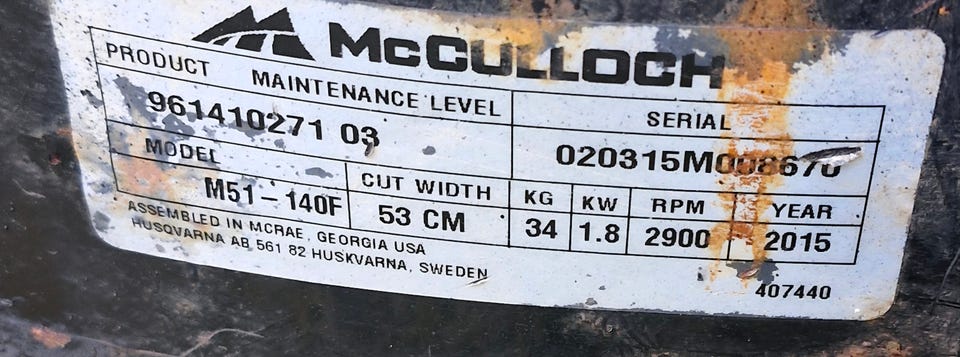 McCULLOCH
PRODUCT MAINTENANCE LEVEL SERIAL
961410271 03 020315M008670
MODEL CUT WIDTH KG KW RPM YEAR
M51-140F 53 CM 34 1.8 2900 2015
ASSEMBLED IN MCRAE, GEORGIA USA
HUSQVARNA AB, 561 82 HUSKVARNA, SWEDEN
407440